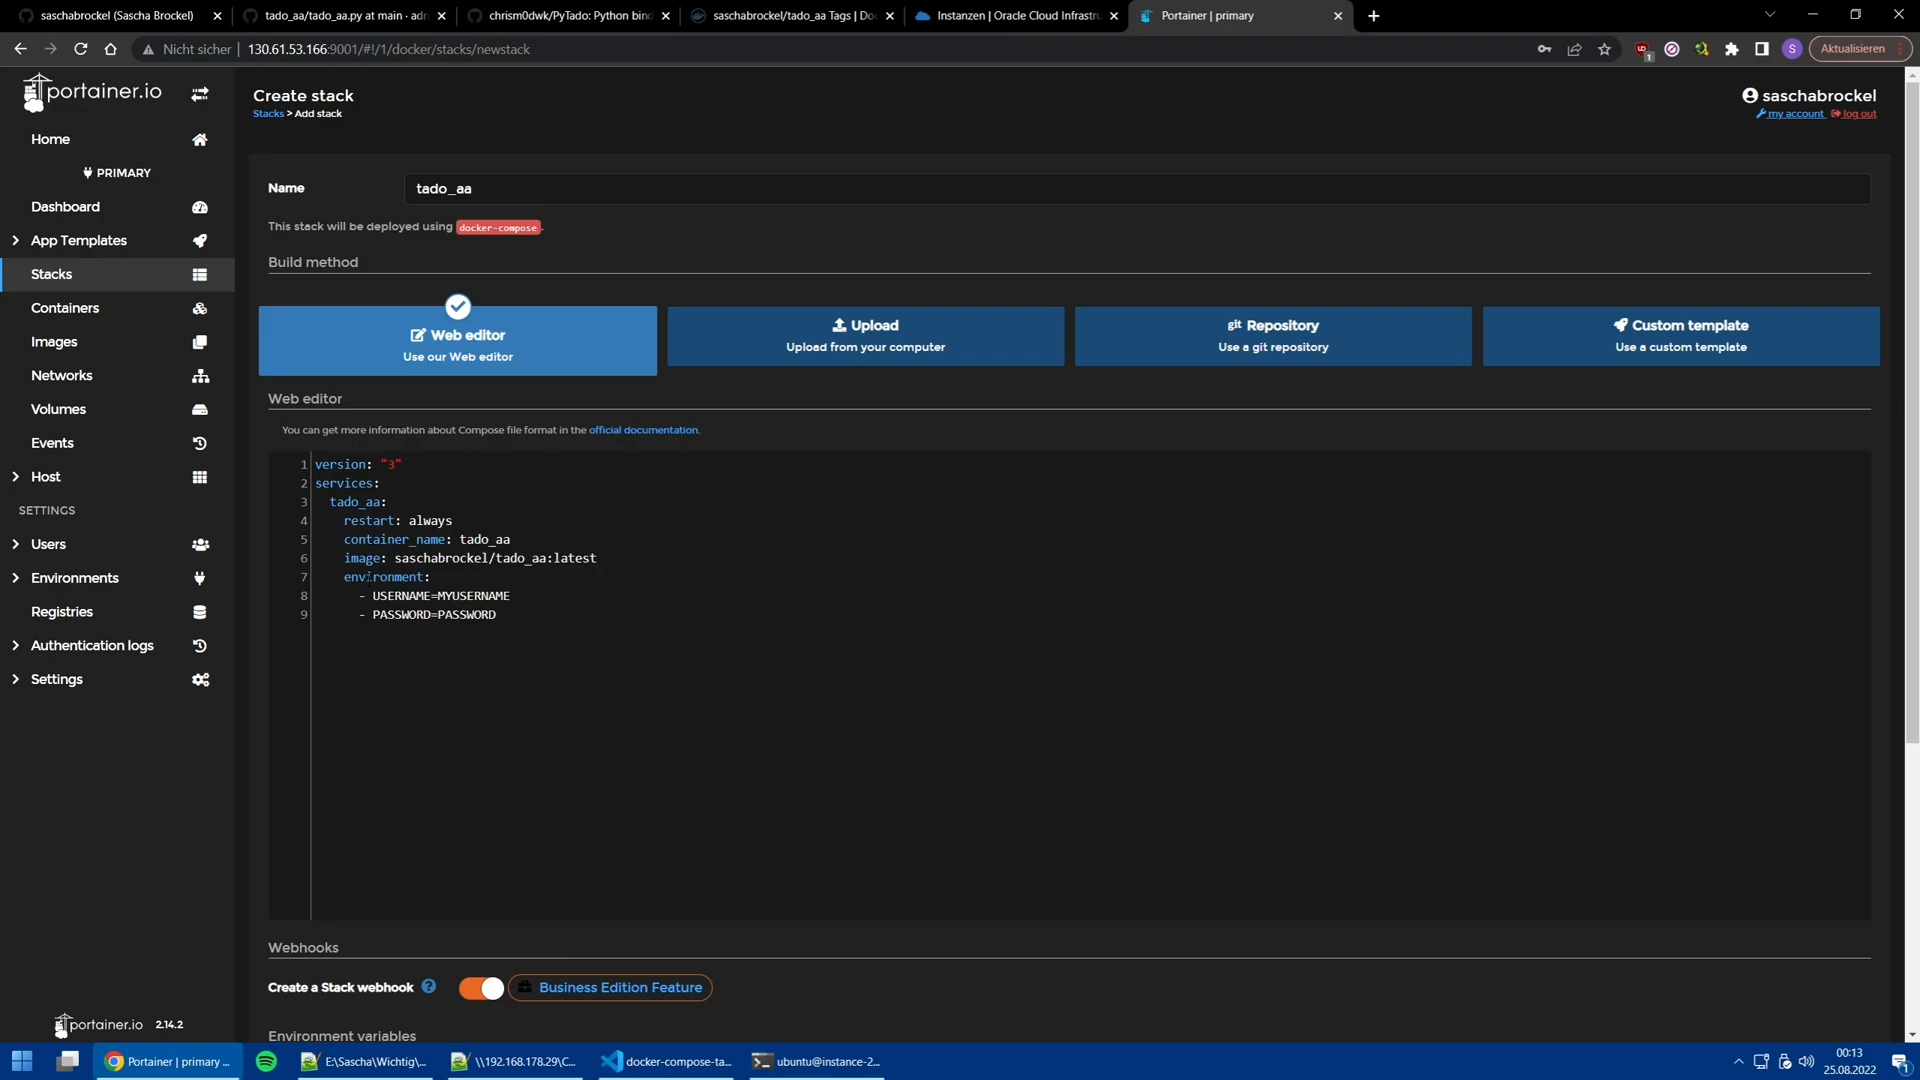 saschabrockel (Sascha Brockel)
tado_aa/tado_aa.py at main · adri
chrism0dwk/PyTado: Python bind
saschabrockel/tado_aa Tags | Doc
Instanzen | Oracle Cloud Infrastru
Portainer | primary
Nicht sicher | 130.61.53.166:9001/#!/1/docker/stacks/newstack
1
S
Aktualisieren
portainer.io
Home
PRIMARY
Dashboard
App Templates
Stacks
Containers
Images
Networks
Volumes
Events
Host
SETTINGS
Users
Environments
Registries
Authentication logs
Settings
portainer.io 2.14.2
Create stack
Stacks > Add stack
saschabrockel
my account log out
Name tado_aa
This stack will be deployed using docker-compose.
Build method
Web editor
Use our Web editor
Upload
Upload from your computer
git Repository
Use a git repository
Custom template
Use a custom template
Web editor
You can get more information about Compose file format in the official documentation.
1 version: "3"
2 services:
3 tado_aa:
4 restart: always
5 container_name: tado_aa
6 image: saschabrockel/tado_aa:latest
7 environment:
8 - USERNAME=MYUSERNAME
9 - PASSWORD=PASSWORD
Webhooks
Create a Stack webhook ? Business Edition Feature
Environment variables
Portainer | primary ...
E:\Sascha\Wichtig\...
\\192.168.178.29\C...
docker-compose-ta...
ubuntu@instance-2...
00:13
25.08.2022
1